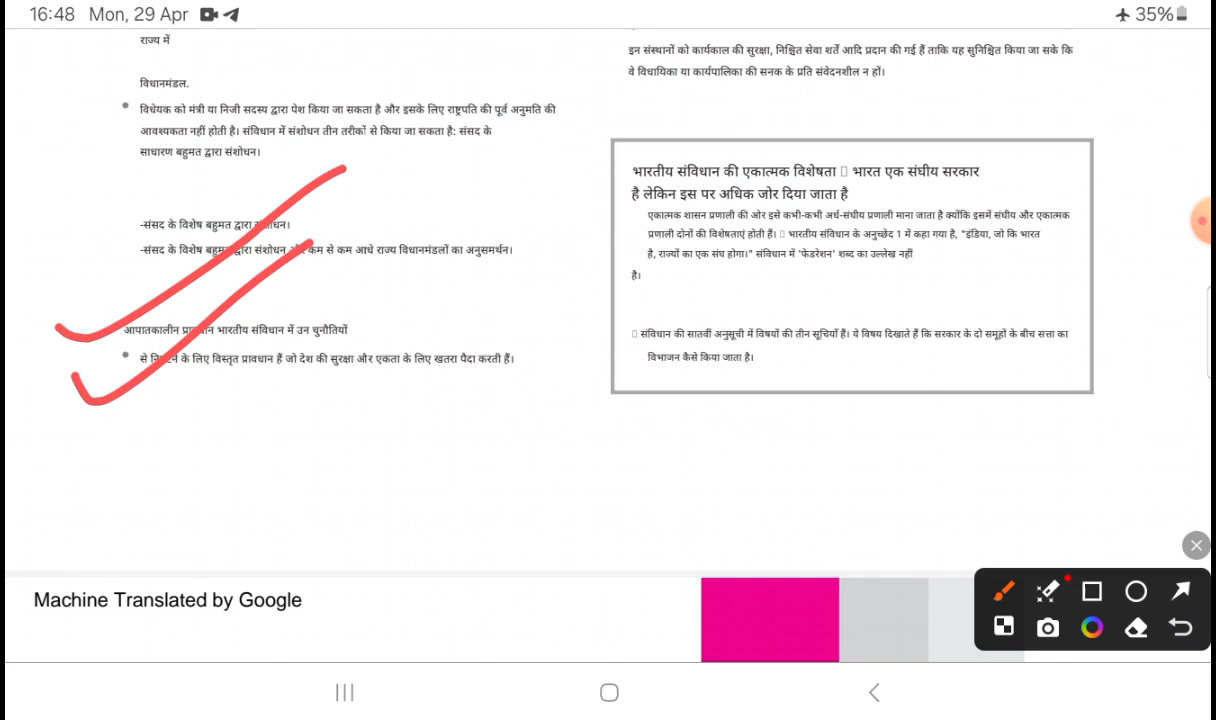 16:48 Mon, 29 Apr
35%
राज्य में
विधानमंडल.
विधेयक को मंत्री या निजी सदस्य द्वारा पेश किया जा सकता है और इसके लिए राष्ट्रपति की पूर्व अनुमति की
आवश्यकता नहीं होती है। संविधान में संशोधन तीन तरीकों से किया जा सकता है: संसद के
साधारण बहुमत द्वारा संशोधन।
-संसद के विशेष बहुमत द्वारा संशोधन।
-संसद के विशेष बहुमत द्वारा संशोधन और कम से कम आधे राज्य विधानमंडलों का अनुसमर्थन।
आपातकालीन प्रावधान भारतीय संविधान में उन चुनौतियों
से निपटने के लिए विस्तृत प्रावधान हैं जो देश की सुरक्षा और एकता के लिए खतरा पैदा करती हैं।
इन संस्थानों को कार्यकाल की सुरक्षा, निश्चित सेवा शर्तें आदि प्रदान की गई हैं ताकि यह सुनिश्चित किया जा सके कि
वे विधायिका या कार्यपालिका की सनक के प्रति संवेदनशील न हों।
भारतीय संविधान की एकात्मक विशेषता भारत एक संघीय सरकार
है लेकिन इस पर अधिक जोर दिया जाता है
एकात्मक शासन प्रणाली की ओर इसे कभी-कभी अर्ध-संघीय प्रणाली माना जाता है क्योंकि इसमें संघीय और एकात्मक
प्रणाली दोनों की विशेषताएं होती हैं। भारतीय संविधान के अनुच्छेद 1 में कहा गया है, "इंडिया, जो कि भारत
है, राज्यों का एक संघ होगा।" संविधान में 'फेडरेशन' शब्द का उल्लेख नहीं
है।
संविधान की सातवीं अनुसूची में विषयों की तीन सूचियाँ हैं। ये विषय दिखाते हैं कि सरकार के दो समूहों के बीच सत्ता का
विभाजन कैसे किया जाता है।
Machine Translated by Google